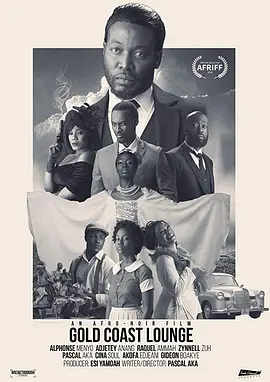 AFRIFF
AN AFRO-NOIR FILM
GOLD COAST LOUNGE
ALPHONSE MENYO ADJETEY ANANG RAQUEL AMMAH ZYNNELL ZUH
PASCAL AKA CINA SOUL AKOFA EDJEANI GIDEON BOAKYE
PRODUCER: ESI YAMOAH WRITER/DIRECTOR: PASCAL AKA
BREAKTHROUGH